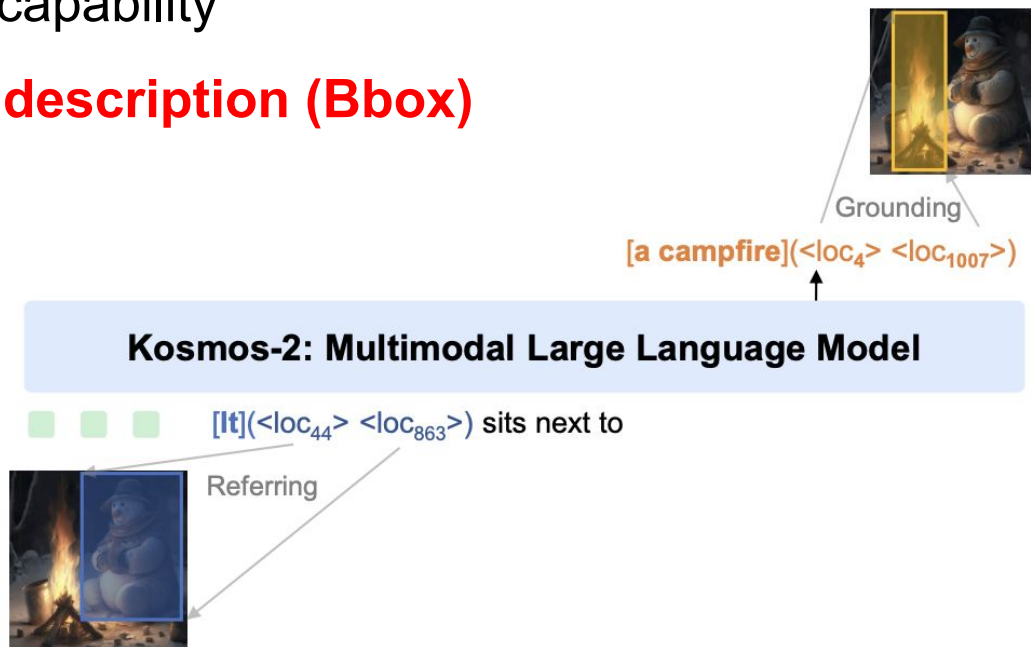 capability
description (Bbox)
Grounding
[a campfire](<loc4> <loc1007>)
Kosmos-2: Multimodal Large Language Model
[It](<loc44> <loc863>) sits next to
Referring